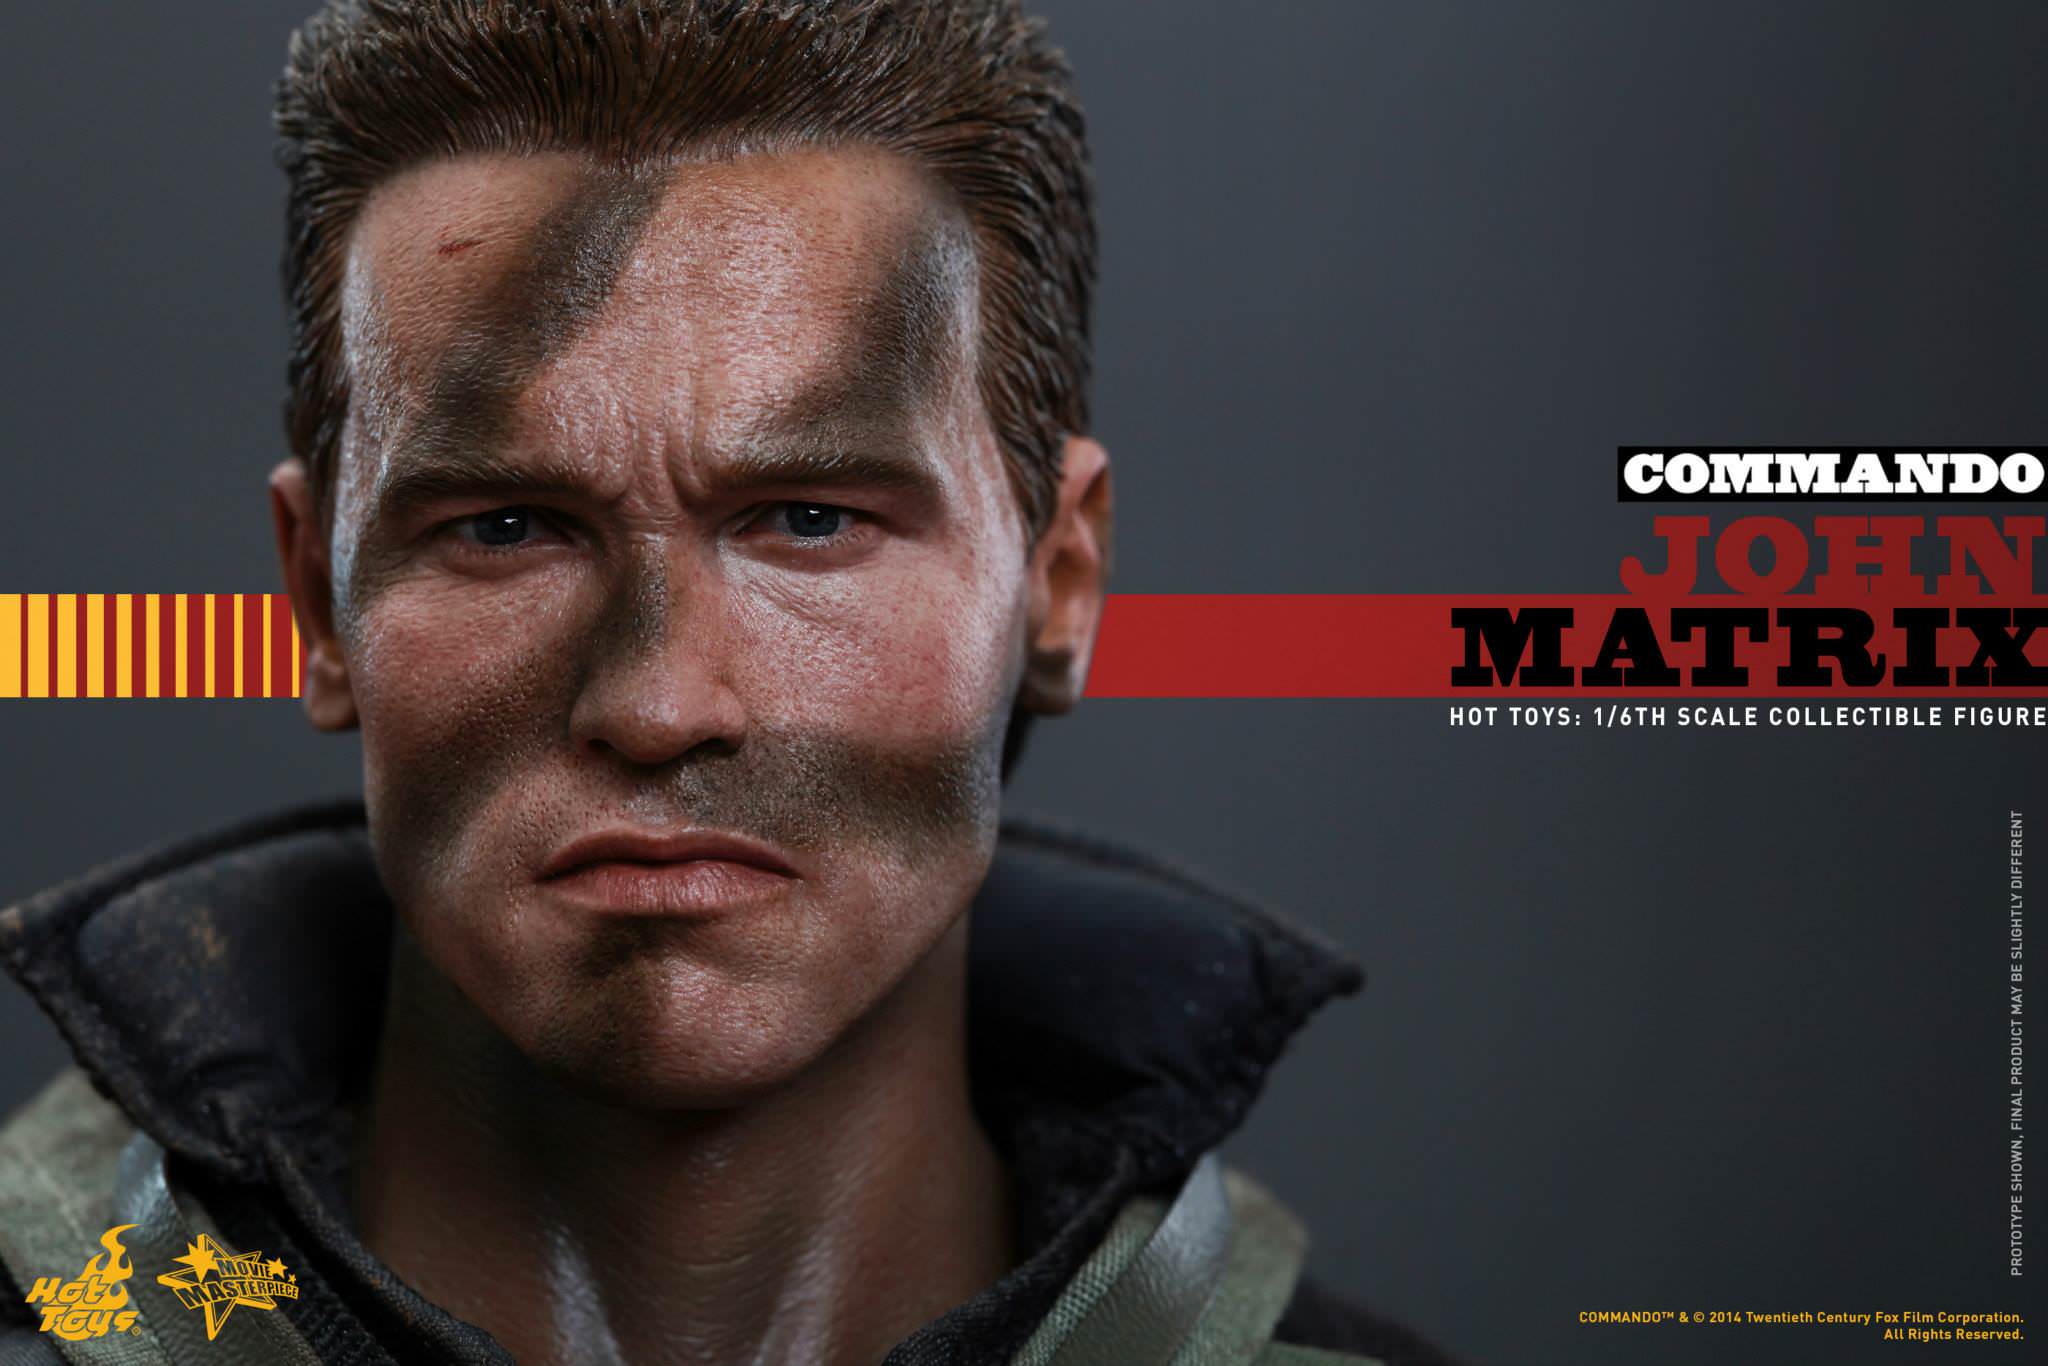 COMMANDO
JOHN
MATRIX
HOT TOYS: 1/6TH SCALE COLLECTIBLE FIGURE
PROTOTYPE SHOWN, FINAL PRODUCT MAY BE SLIGHTLY DIFFERENT
Hot
Toys®
MOVIE
MASTERPIECE
COMMANDO™ & © 2014 Twentieth Century Fox Film Corporation.
All Rights Reserved.